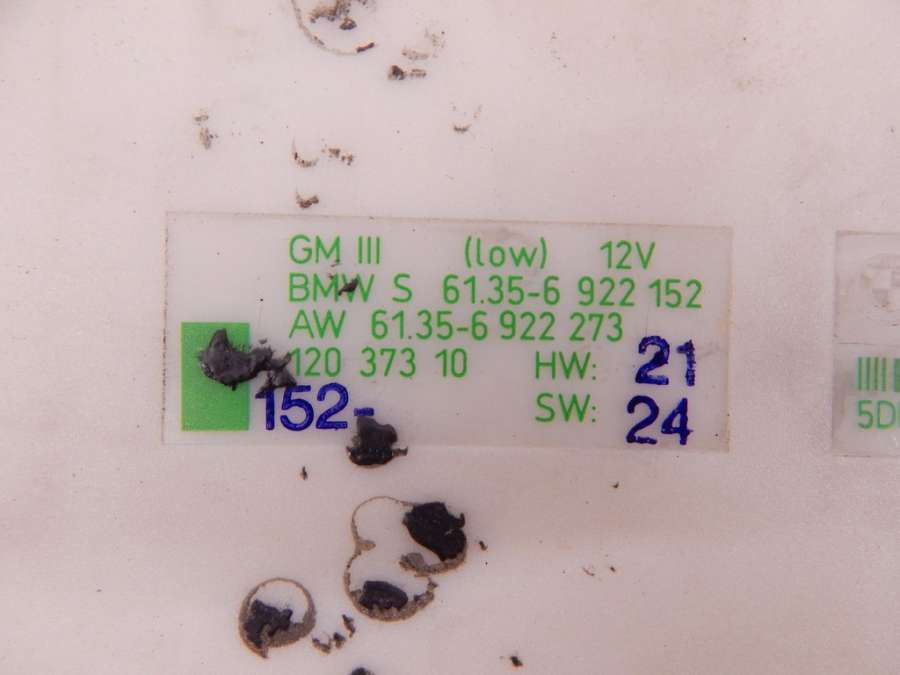 GM III (low) 12V
BMW S 61.35-6 922 152
AW 61.35-6 922 273
120 373 10 HW: 21
152- SW: 24